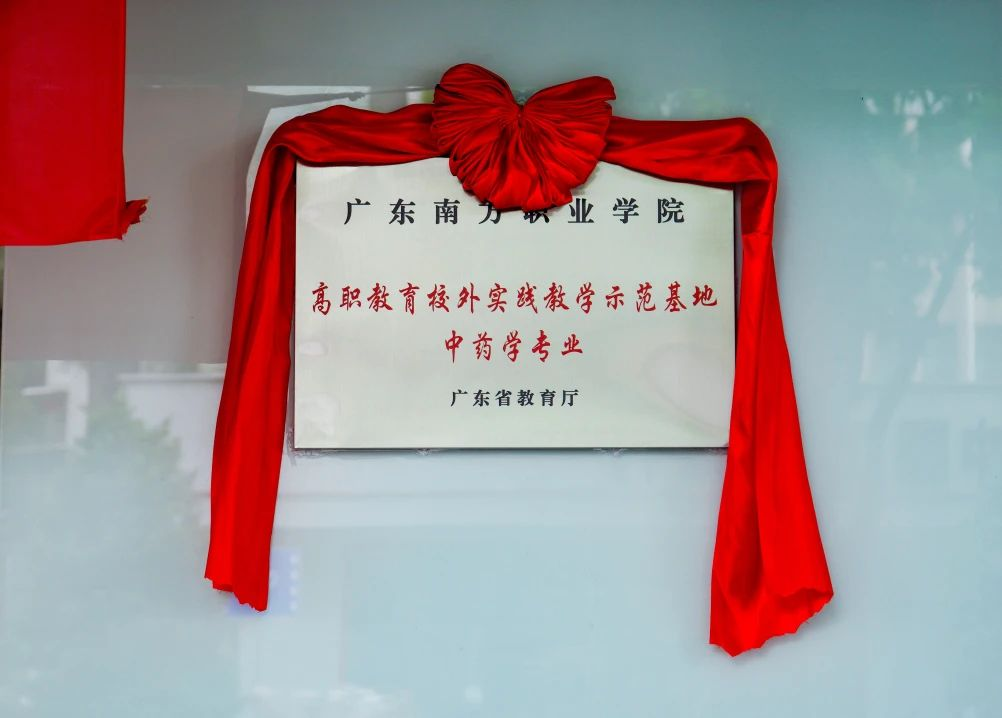 广东南方职业学院
高职教育校外实践教学示范基地
中药学专业
广东省教育厅